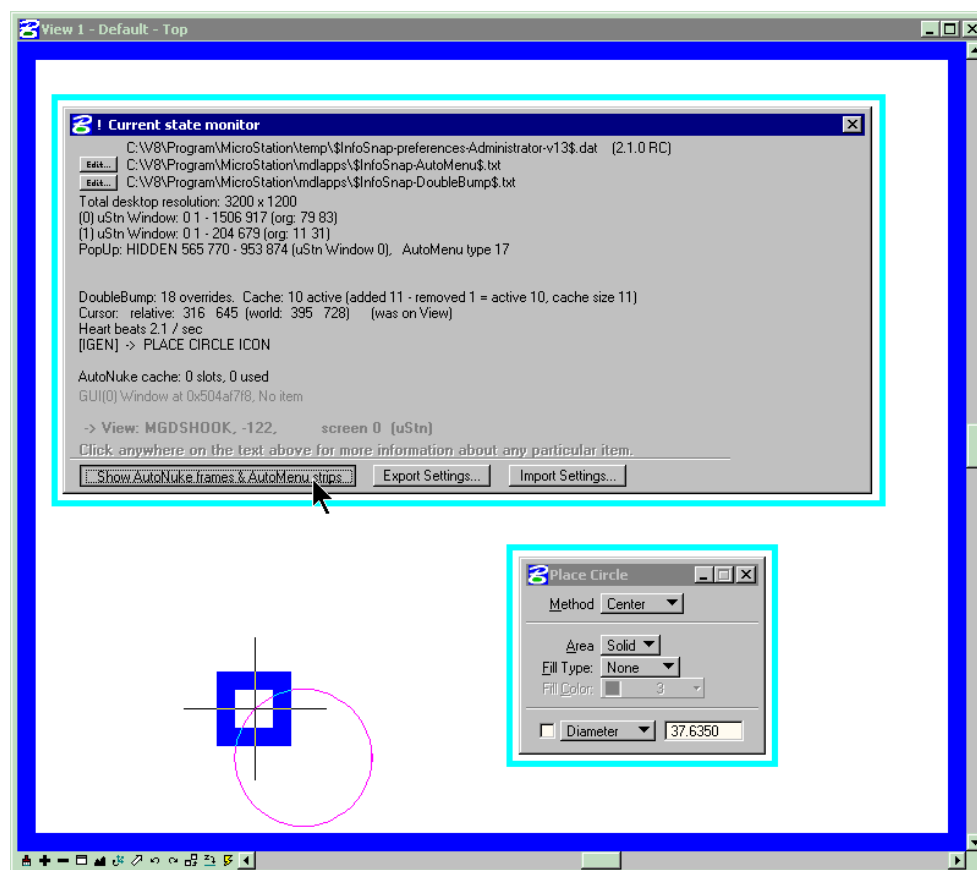 View 1 - Default - Top
! Current state monitor
C:\V8\Program\MicroStation\temp\$InfoSnap-preferences-Administrator-v13$.dat (2.1.0 RC)
Edit... C:\V8\Program\MicroStation\mdlapps\$InfoSnap-AutoMenu$.txt
Edit... C:\V8\Program\MicroStation\mdlapps\$InfoSnap-DoubleBump$.txt
Total desktop resolution: 3200 x 1200
(0) uStn Window: 0 1 - 1506 917 (org: 79 83)
(1) uStn Window: 0 1 - 204 679 (org: 11 31)
PopUp: HIDDEN 565 770 - 953 874 (uStn Window 0), AutoMenu type 17
DoubleBump: 18 overrides. Cache: 10 active (added 11 - removed 1 = active 10, cache size 11)
Cursor: relative: 316 645 (world: 395 728) (was on View)
Heart beats 2.1 / sec
[IGEN] -> PLACE CIRCLE ICON
AutoNuke cache: 0 slots, 0 used
GUI(0) Window at 0x504af7f8, No item
-> View: MGDSHOOK, -122, screen 0 (uStn)
Click anywhere on the text above for more information about any particular item.
Show AutoNuke frames & AutoMenu strips Export Settings... Import Settings...
Place Circle
Method Center
Area Solid
Fill Type: None
Fill Color: 3
Diameter 37.6350